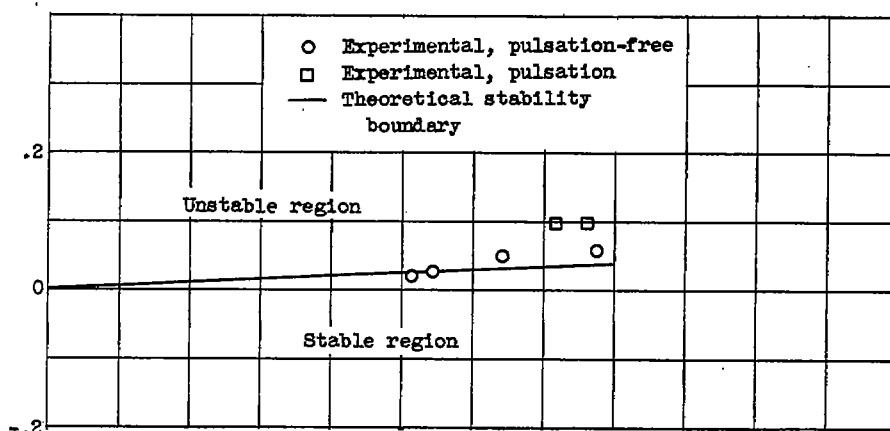 Experimental, pulsation-free
Experimental, pulsation
Theoretical stability
boundary
.2
Unstable region
0
Stable region
-.2